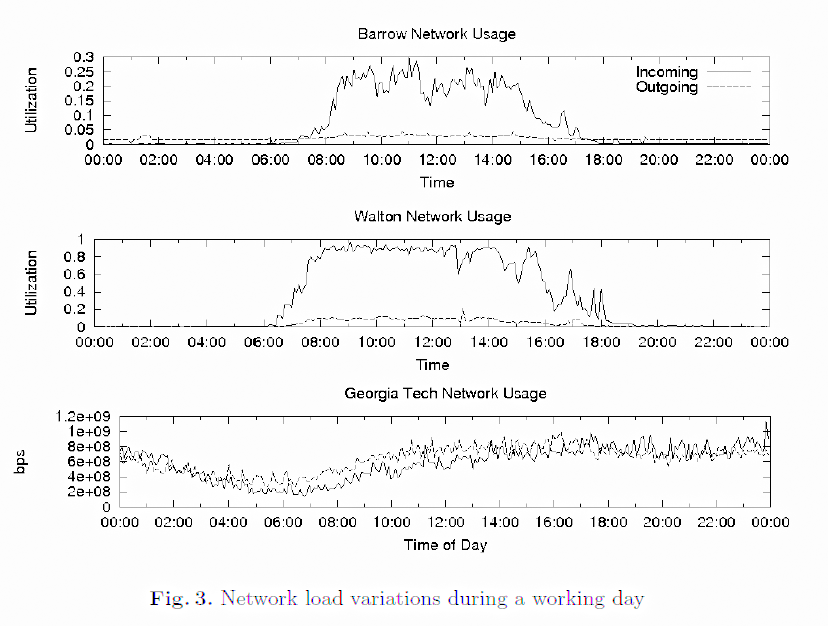 Barrow Network Usage
0.3
0.25
0.2
0.15
0.1
0.05
0
Utilization
Incoming
Outgoing
00:00 02:00 04:00 06:00 08:00 10:00 12:00 14:00 16:00 18:00 20:00 22:00 00:00
Time
Walton Network Usage
1
0.8
0.6
0.4
0.2
0
Utilization
00:00 02:00 04:00 06:00 08:00 10:00 12:00 14:00 16:00 18:00 20:00 22:00 00:00
Time
Georgia Tech Network Usage
1.2e+09
1e+09
8e+08
6e+08
4e+08
2e+08
0
bps
00:00 02:00 04:00 06:00 08:00 10:00 12:00 14:00 16:00 18:00 20:00 22:00 00:00
Time of Day
Fig. 3. Network load variations during a working day